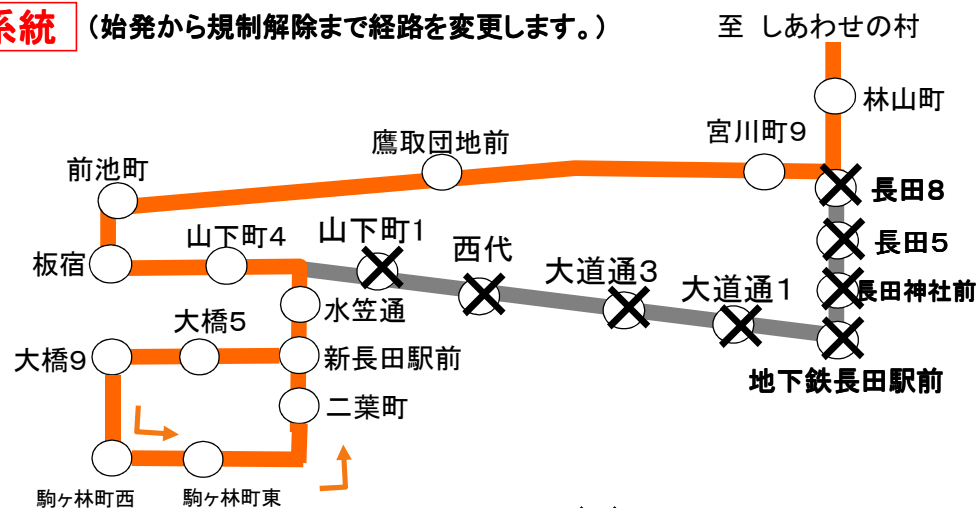 系統 (始発から規制解除まで経路を変更します。)
至 しあわせの村
林山町
宮川町9
鷹取団地前
前池町
長田8
山下町4
山下町1
西代
長田5
板宿
大道通3
大道通1
長田神社前
水笠通
大橋5
大橋9
新長田駅前
地下鉄長田駅前
二葉町
駒ヶ林町西
駒ヶ林町東